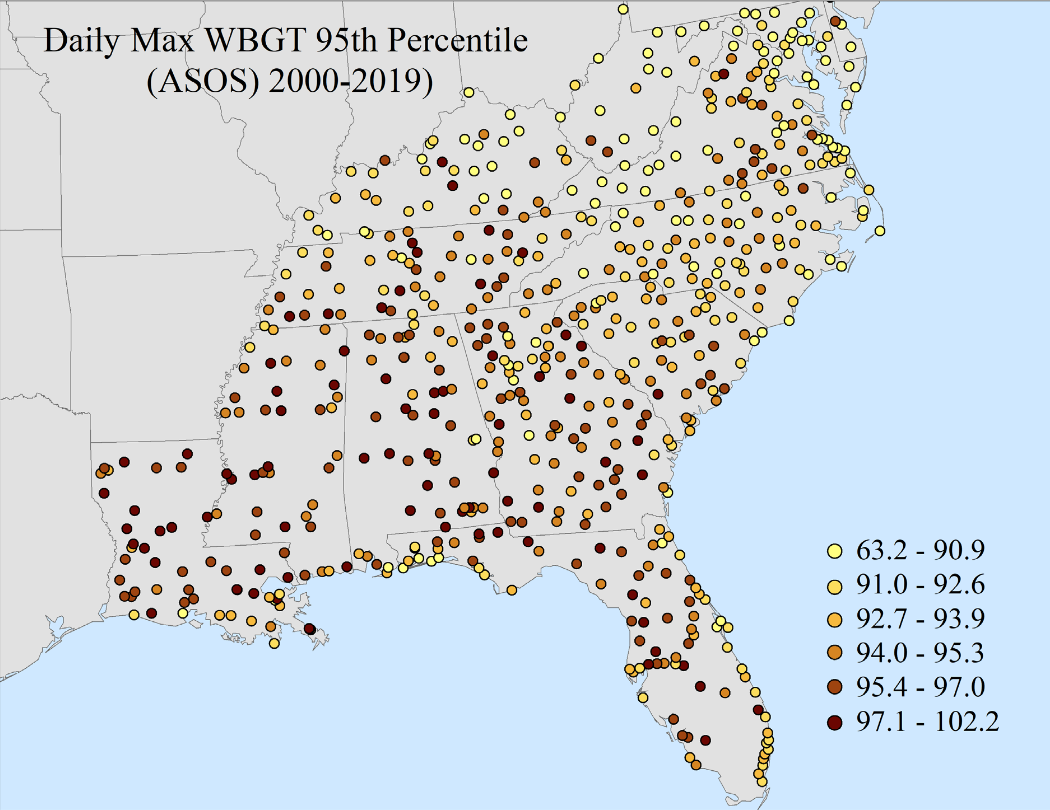 Daily Max WBGT 95th Percentile
(ASOS) 2000-2019)
63.2 - 90.9
91.0 - 92.6
92.7 - 93.9
94.0 - 95.3
95.4 - 97.0
97.1 - 102.2